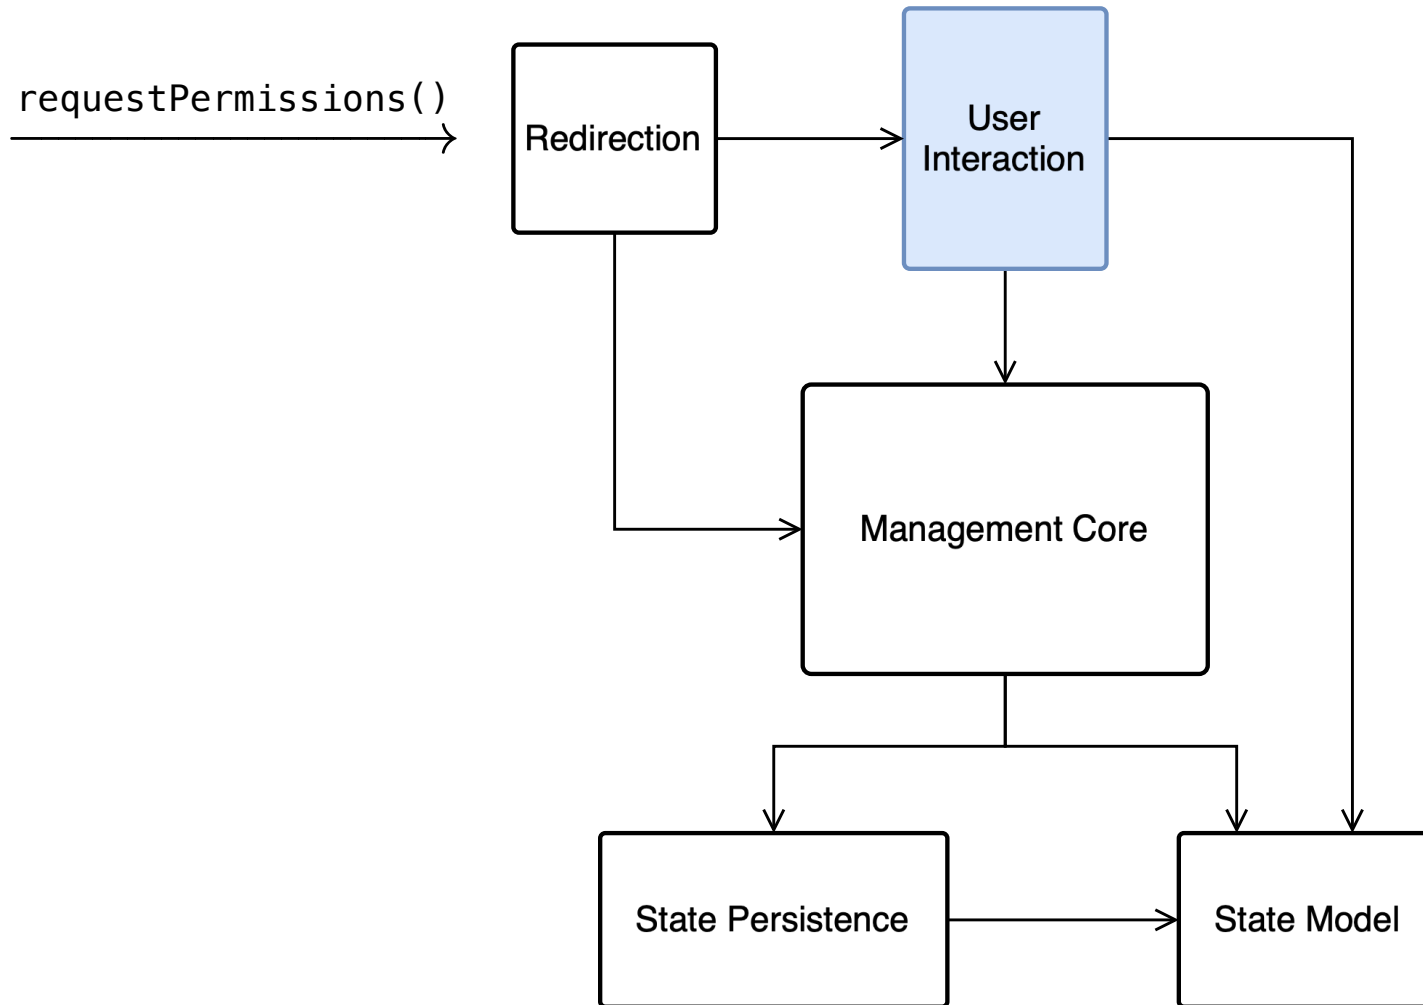 requestPermissions()
Redirection
User
Interaction
Management Core
State Persistence
State Model